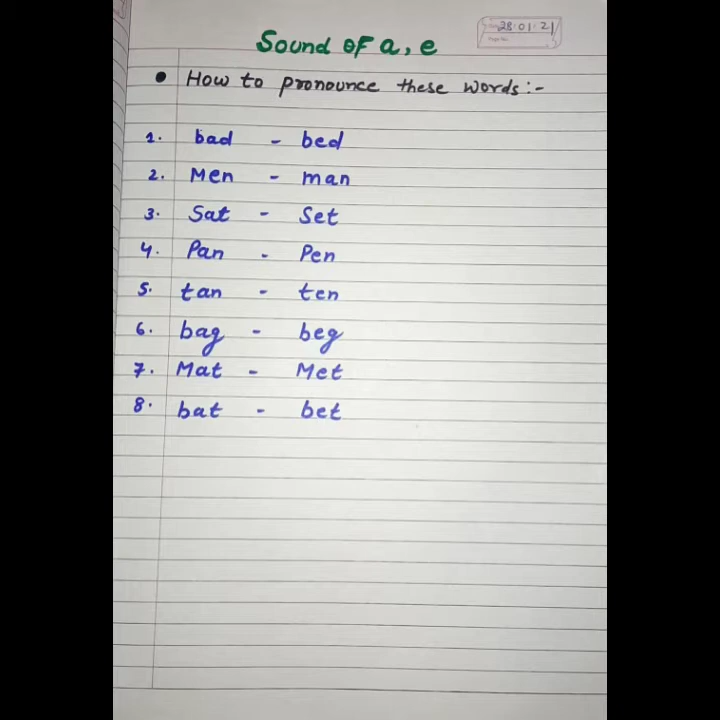 28.01.21
Sound of a, e
• How to pronounce these words:-
1. bad - bed
2. Men - man
3. Sat - Set
4. Pan - Pen
5. tan - ten
6. bag - beg
7. Mat - Met
8. bat - bet